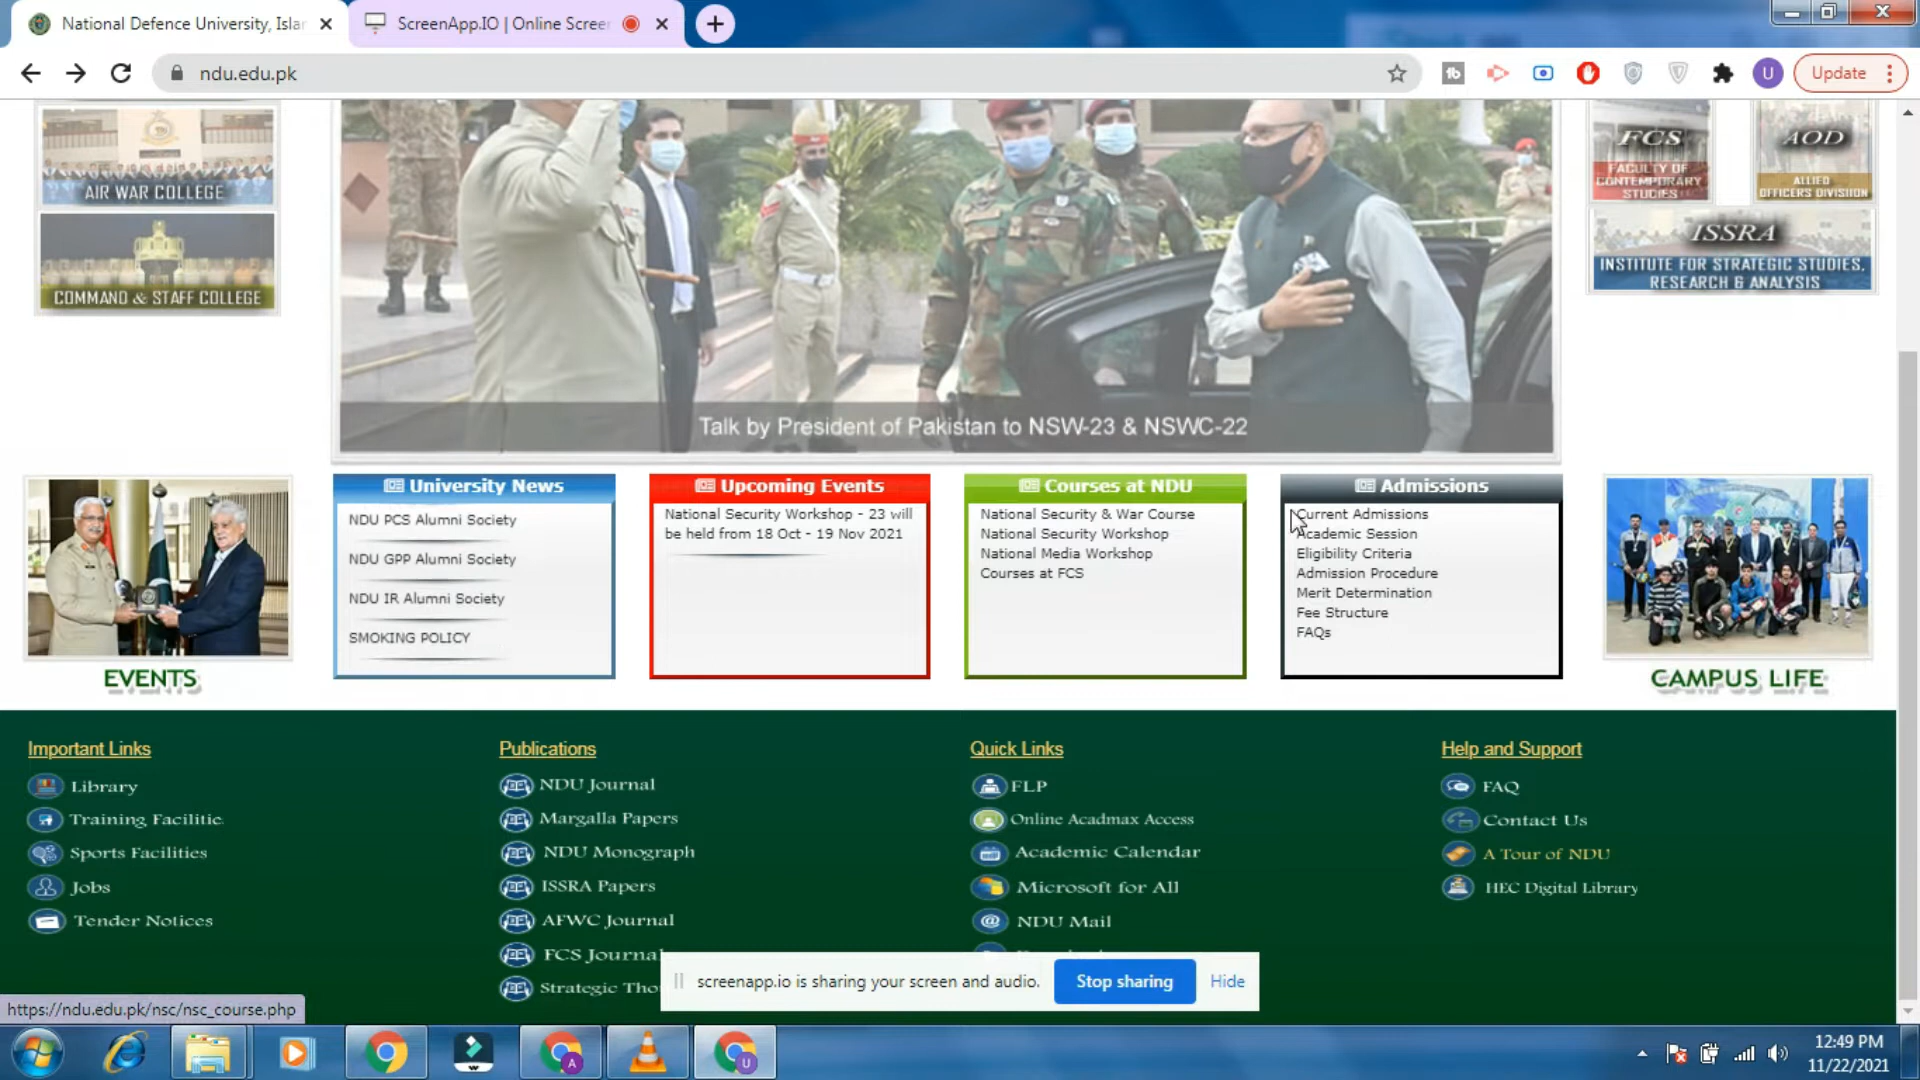 National Defence University, Islar
ScreenApp.IO | Online Screer
ndu.edu.pk
U
Update
AIR WAR COLLEGE
COMMAND & STAFF COLLEGE
Talk by President of Pakistan to NSW-23 & NSWC-22
FCS
FACULTY OF
CONTEMPORARY
STUDIES
AOD
ALLIED
OFFICERS DIVISIION
ISSRA
INSTITUTE FOR STRATEGIC STUDIES,
RESEARCH & ANALYSIS
EVENTS
University News
NDU PCS Alumni Society
NDU GPP Alumni Society
NDU IR Alumni Society
SMOKING POLICY
Upcoming Events
National Security Workshop - 23 will
be held from 18 Oct - 19 Nov 2021
Courses at NDU
National Security & War Course
National Security Workshop
National Media Workshop
Courses at FCS
Admissions
Current Admissions
Academic Session
Eligibility Criteria
Admission Procedure
Merit Determination
Fee Structure
FAQs
CAMPUS LIFE
Important Links
Library
Training Facilitie
Sports Facilities
Jobs
Tender Notices
Publications
NDU Journal
Margalla Papers
NDU Monograph
ISSRA Papers
AFWC Journal
FCS Journal
Strategic Tho
Quick Links
FLP
Online Acadmax Access
Academic Calendar
Microsoft for All
NDU Mail
Help and Support
FAQ
Contact Us
A Tour of NDU
HEC Digital Library
screenapp.io is sharing your screen and audio.
Stop sharing
Hide
https://ndu.edu.pk/nsc/nsc_course.php
A
U
12:49 PM
11/22/2021